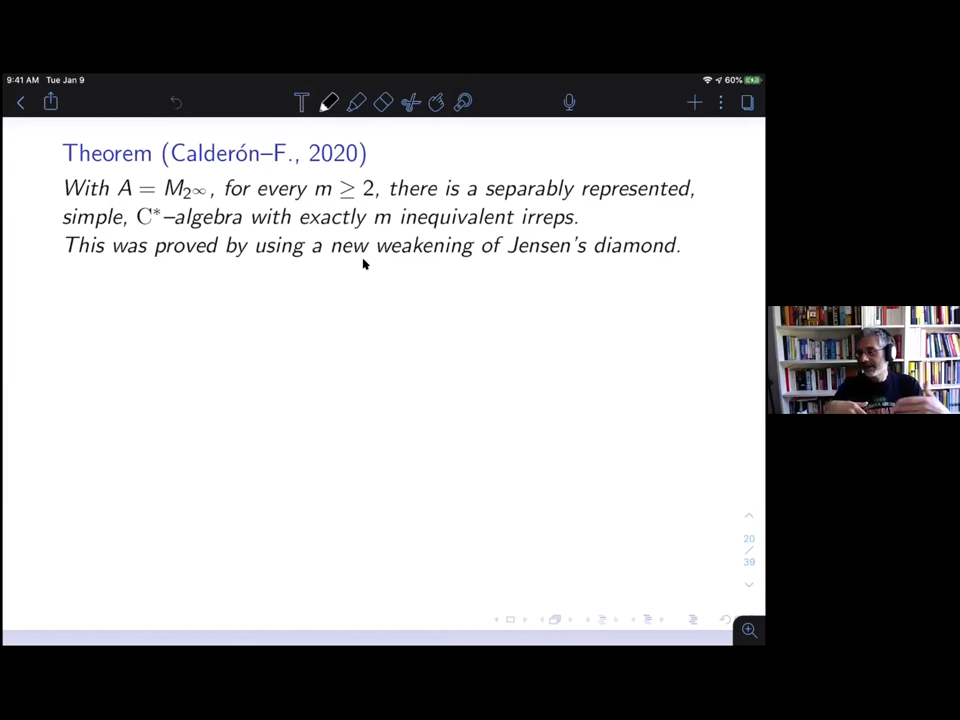 9:41 AM Tue Jan 9
60%
Theorem (Calderón–F., 2020)
With A = M₂∞, for every m ≥ 2, there is a separably represented,
simple, C*–algebra with exactly m inequivalent irreps.
This was proved by using a new weakening of Jensen's diamond.
20
/
39